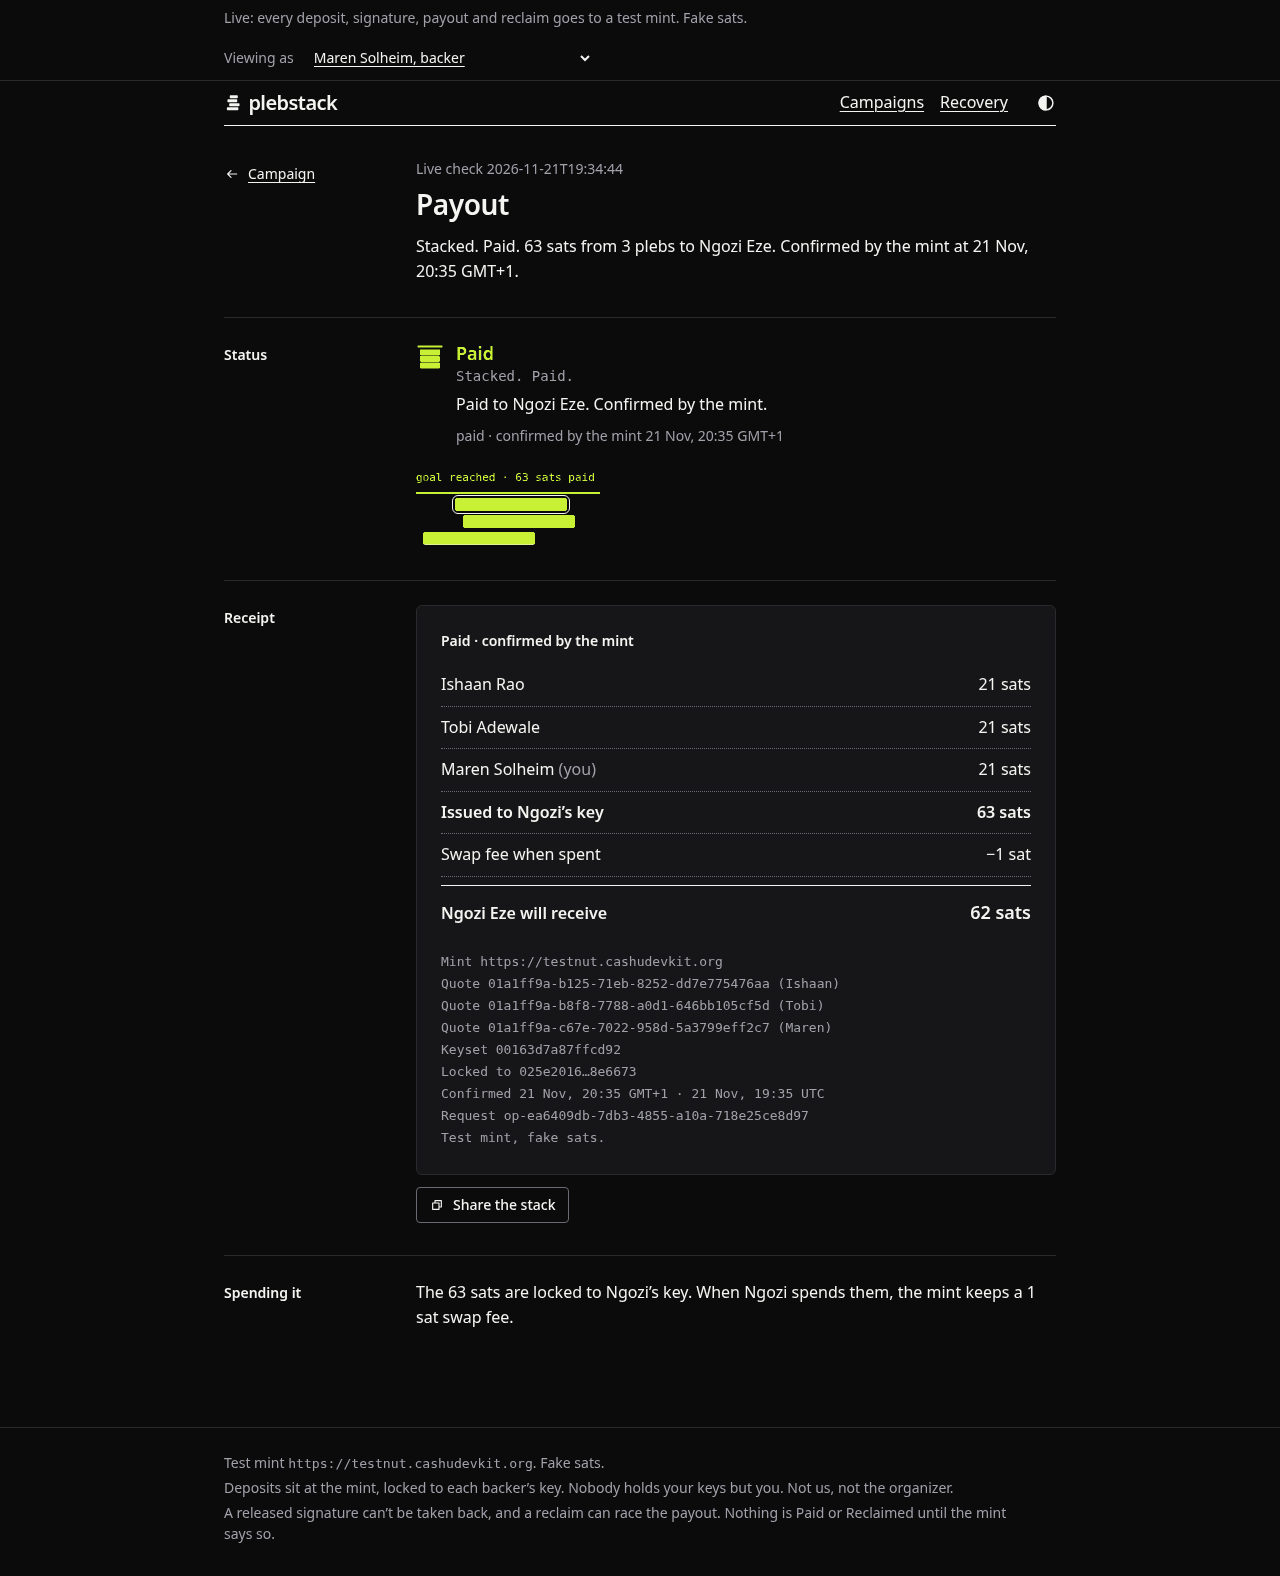 Live: every deposit, signature, payout and reclaim goes to a test mint. Fake sats.
Viewing as Maren Solheim, backer
plebstack Campaigns Recovery
← Campaign
Live check 2026-11-21T19:34:44
Payout
Stacked. Paid. 63 sats from 3 plebs to Ngozi Eze. Confirmed by the mint at 21 Nov,
20:35 GMT+1.
Status
Paid
Stacked. Paid.
Paid to Ngozi Eze. Confirmed by the mint.
paid · confirmed by the mint 21 Nov, 20:35 GMT+1
goal reached · 63 sats paid
Receipt
Paid · confirmed by the mint
Ishaan Rao 21 sats
Tobi Adewale 21 sats
Maren Solheim (you) 21 sats
Issued to Ngozi’s key 63 sats
Swap fee when spent −1 sat
Ngozi Eze will receive 62 sats
Mint https://testnut.cashudevkit.org
Quote 01a1ff9a-b125-71eb-8252-dd7e775476aa (Ishaan)
Quote 01a1ff9a-b8f8-7788-a0d1-646bb105cf5d (Tobi)
Quote 01a1ff9a-c67e-7022-958d-5a3799eff2c7 (Maren)
Keyset 00163d7a87ffcd92
Locked to 025e2016…8e6673
Confirmed 21 Nov, 20:35 GMT+1 · 21 Nov, 19:35 UTC
Request op-ea6409db-7db3-4855-a10a-718e25ce8d97
Test mint, fake sats.
Share the stack
Spending it
The 63 sats are locked to Ngozi’s key. When Ngozi spends them, the mint keeps a 1
sat swap fee.
Test mint https://testnut.cashudevkit.org. Fake sats.
Deposits sit at the mint, locked to each backer’s key. Nobody holds your keys but you. Not us, not the organizer.
A released signature can’t be taken back, and a reclaim can race the payout. Nothing is Paid or Reclaimed until the mint
says so.